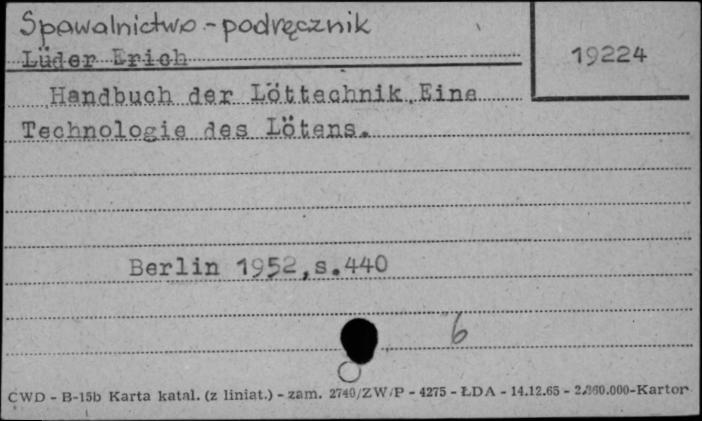 Spawalnictwo - podręcznik
Lüder Erich
19224
Handbuch der Löttechnik, Eine
Technologie des Lötens.
Berlin 1952, s. 440
6
CWD - B-15b Karta katal. (z liniat.) - zam. 2740/ZW/P - 4275 - ŁDA - 14.12.65 - 2.360.000-Kartor